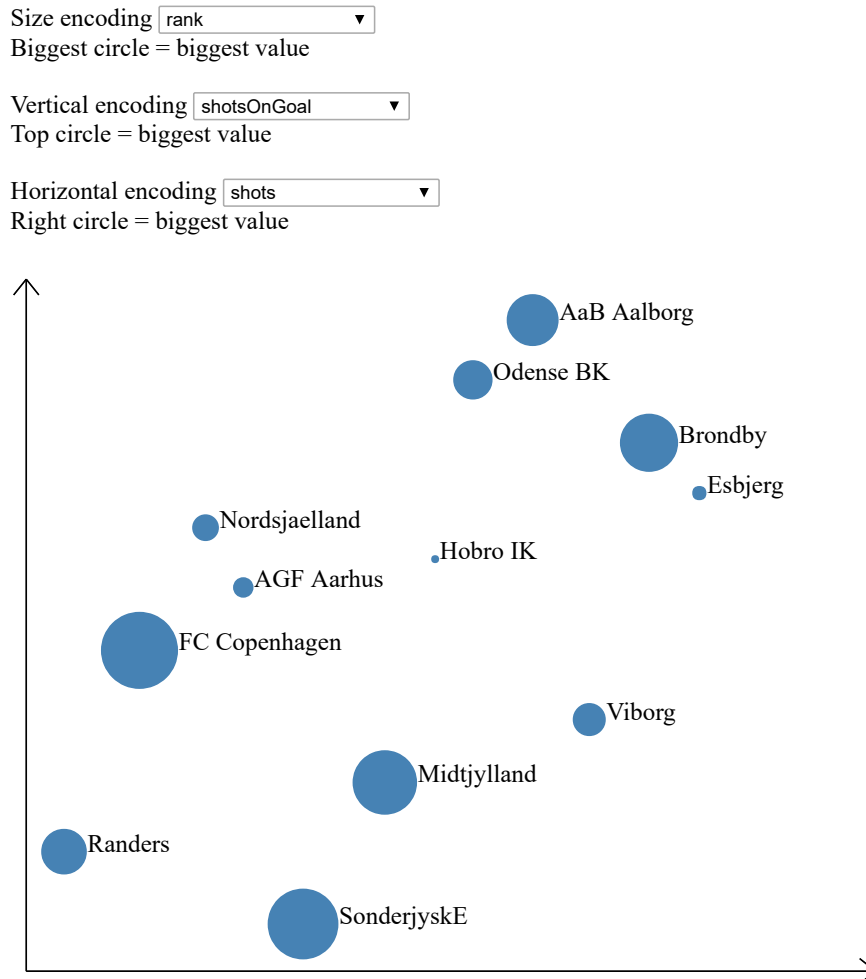 Size encoding rank
Biggest circle = biggest value
Vertical encoding shotsOnGoal
Top circle = biggest value
Horizontal encoding shots
Right circle = biggest value
AaB Aalborg
Odense BK
Brondby
Esbjerg
Nordsjaelland
Hobro IK
AGF Aarhus
FC Copenhagen
Viborg
Midtjylland
Randers
SonderjyskE